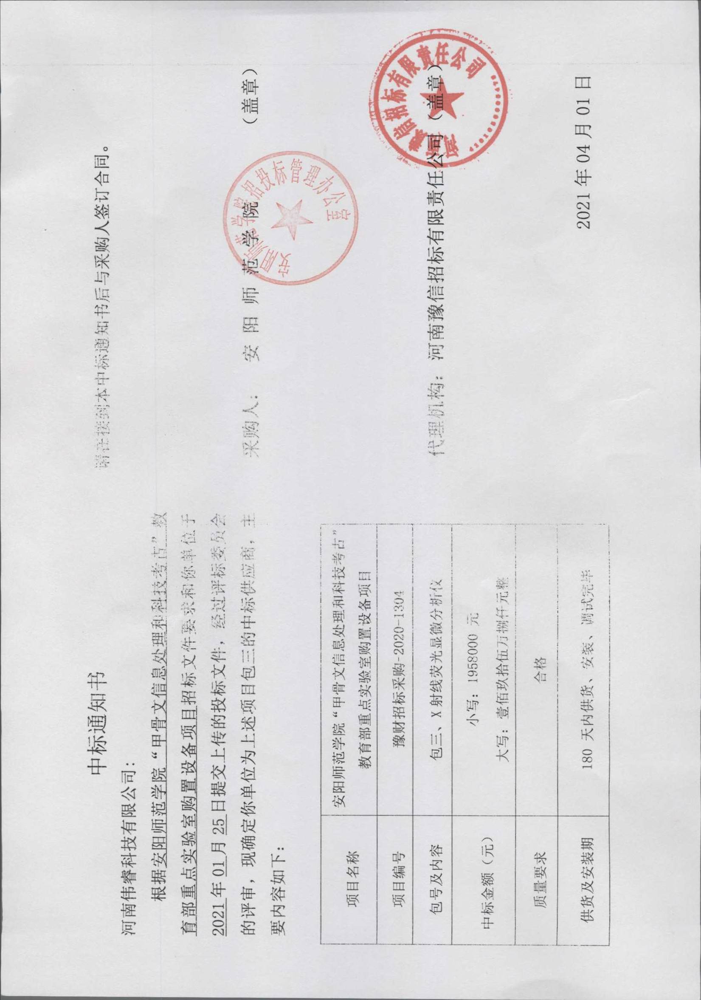 中标通知书
河南伟睿科技有限公司：
根据安阳师范学院“甲骨文信息处理和科技考古”教
育部重点实验室购置设备项目招标文件要求和你单位于
2021年01月25日提交上传的投标文件，经过评标委员会
的评审，现确定你单位为上述项目包三的中标供应商，主
要内容如下：
项目名称 安阳师范学院“甲骨文信息处理和科技考古”
教育部重点实验室购置设备项目
项目编号 豫财招标采购-2020-1304
包号及内容 包三、X射线荧光显微分析仪
中标金额（元） 小写：1958000 元
大写：壹佰玖拾伍万捌仟元整
质量要求 合格
供货及安装期 180 天内供货、安装、调试完毕
请在接到本中标通知书后与采购人签订合同。
采购人： 安阳师范学院 （盖章）
安阳师范学院招投标管理办公室
代理机构：河南豫信招标有限责任公司（盖章）
河南豫信招标有限责任公司
2021年04月01日